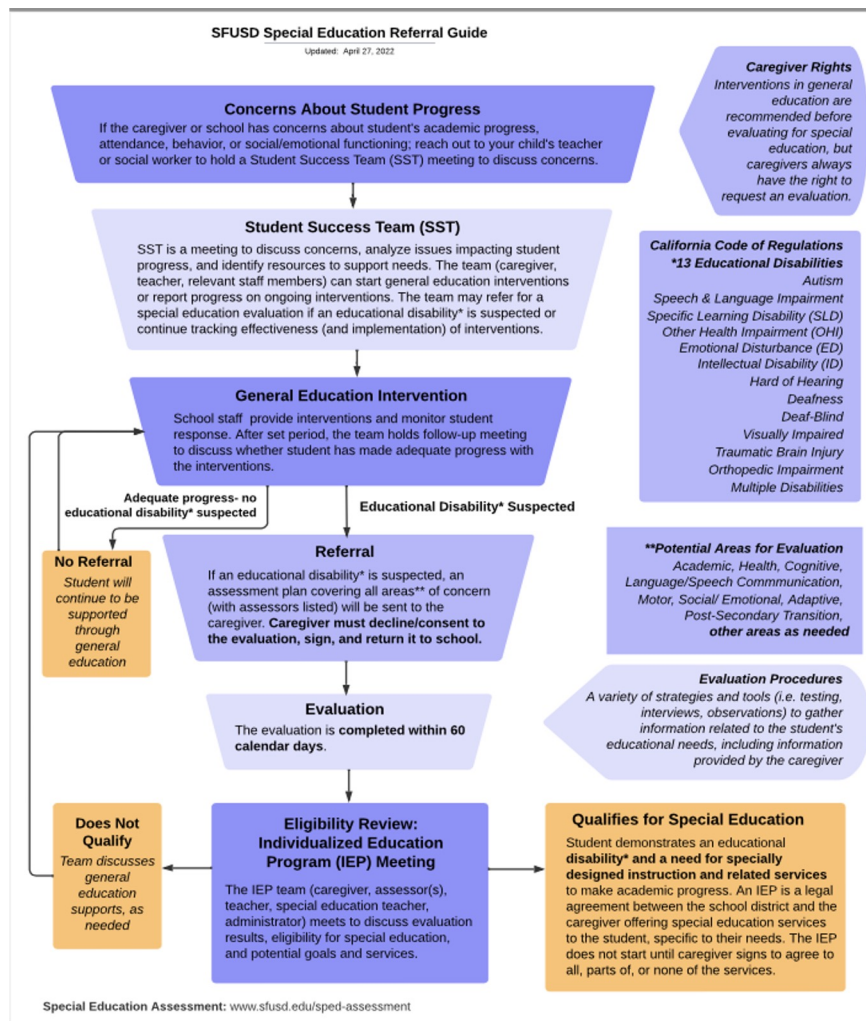 SFUSD Special Education Referral Guide
Updated: April 27, 2022
Concerns About Student Progress
If the caregiver or school has concerns about student's academic progress,
attendance, behavior, or social/emotional functioning; reach out to your child's teacher
or social worker to hold a Student Success Team (SST) meeting to discuss concerns.
Caregiver Rights
Interventions in general
education are
recommended before
evaluating for special
education, but
caregivers always
have the right to
request an evaluation.
Student Success Team (SST)
SST is a meeting to discuss concerns, analyze issues impacting student
progress, and identify resources to support needs. The team (caregiver,
teacher, relevant staff members) can start general education interventions
or report progress on ongoing interventions. The team may refer for a
special education evaluation if an educational disability* is suspected or
continue tracking effectiveness (and implementation) of interventions.
California Code of Regulations
*13 Educational Disabilities
Autism
Speech & Language Impairment
Specific Learning Disability (SLD)
Other Health Impairment (OHI)
Emotional Disturbance (ED)
Intellectual Disability (ID)
Hard of Hearing
Deafness
Deaf-Blind
Visually Impaired
Traumatic Brain Injury
Orthopedic Impairment
Multiple Disabilities
General Education Intervention
School staff provide interventions and monitor student
response. After set period, the team holds follow-up meeting
to discuss whether student has made adequate progress with
the interventions.
Adequate progress- no
educational disability* suspected
Educational Disability* Suspected
No Referral
Student will
continue to be
supported
through
general
education
Referral
If an educational disability* is suspected, an
assessment plan covering all areas** of concern
(with assessors listed) will be sent to the
caregiver. Caregiver must decline/consent to
the evaluation, sign, and return it to school.
**Potential Areas for Evaluation
Academic, Health, Cognitive,
Language/Speech Commmunication,
Motor, Social/ Emotional, Adaptive,
Post-Secondary Transition,
other areas as needed
Evaluation
The evaluation is completed within 60
calendar days.
Evaluation Procedures
A variety of strategies and tools (i.e. testing,
interviews, observations) to gather
information related to the student's
educational needs, including information
provided by the caregiver
Does Not
Qualify
Team discusses
general
education
supports, as
needed
Eligibility Review:
Individualized Education
Program (IEP) Meeting
The IEP team (caregiver, assessor(s),
teacher, special education teacher,
administrator) meets to discuss evaluation
results, eligibility for special education,
and potential goals and services.
Qualifies for Special Education
Student demonstrates an educational
disability* and a need for specially
designed instruction and related services
to make academic progress. An IEP is a legal
agreement between the school district and the
caregiver offering special education services
to the student, specific to their needs. The IEP
does not start until caregiver signs to agree to
all, parts of, or none of the services.
Special Education Assessment: www.sfusd.edu/sped-assessment